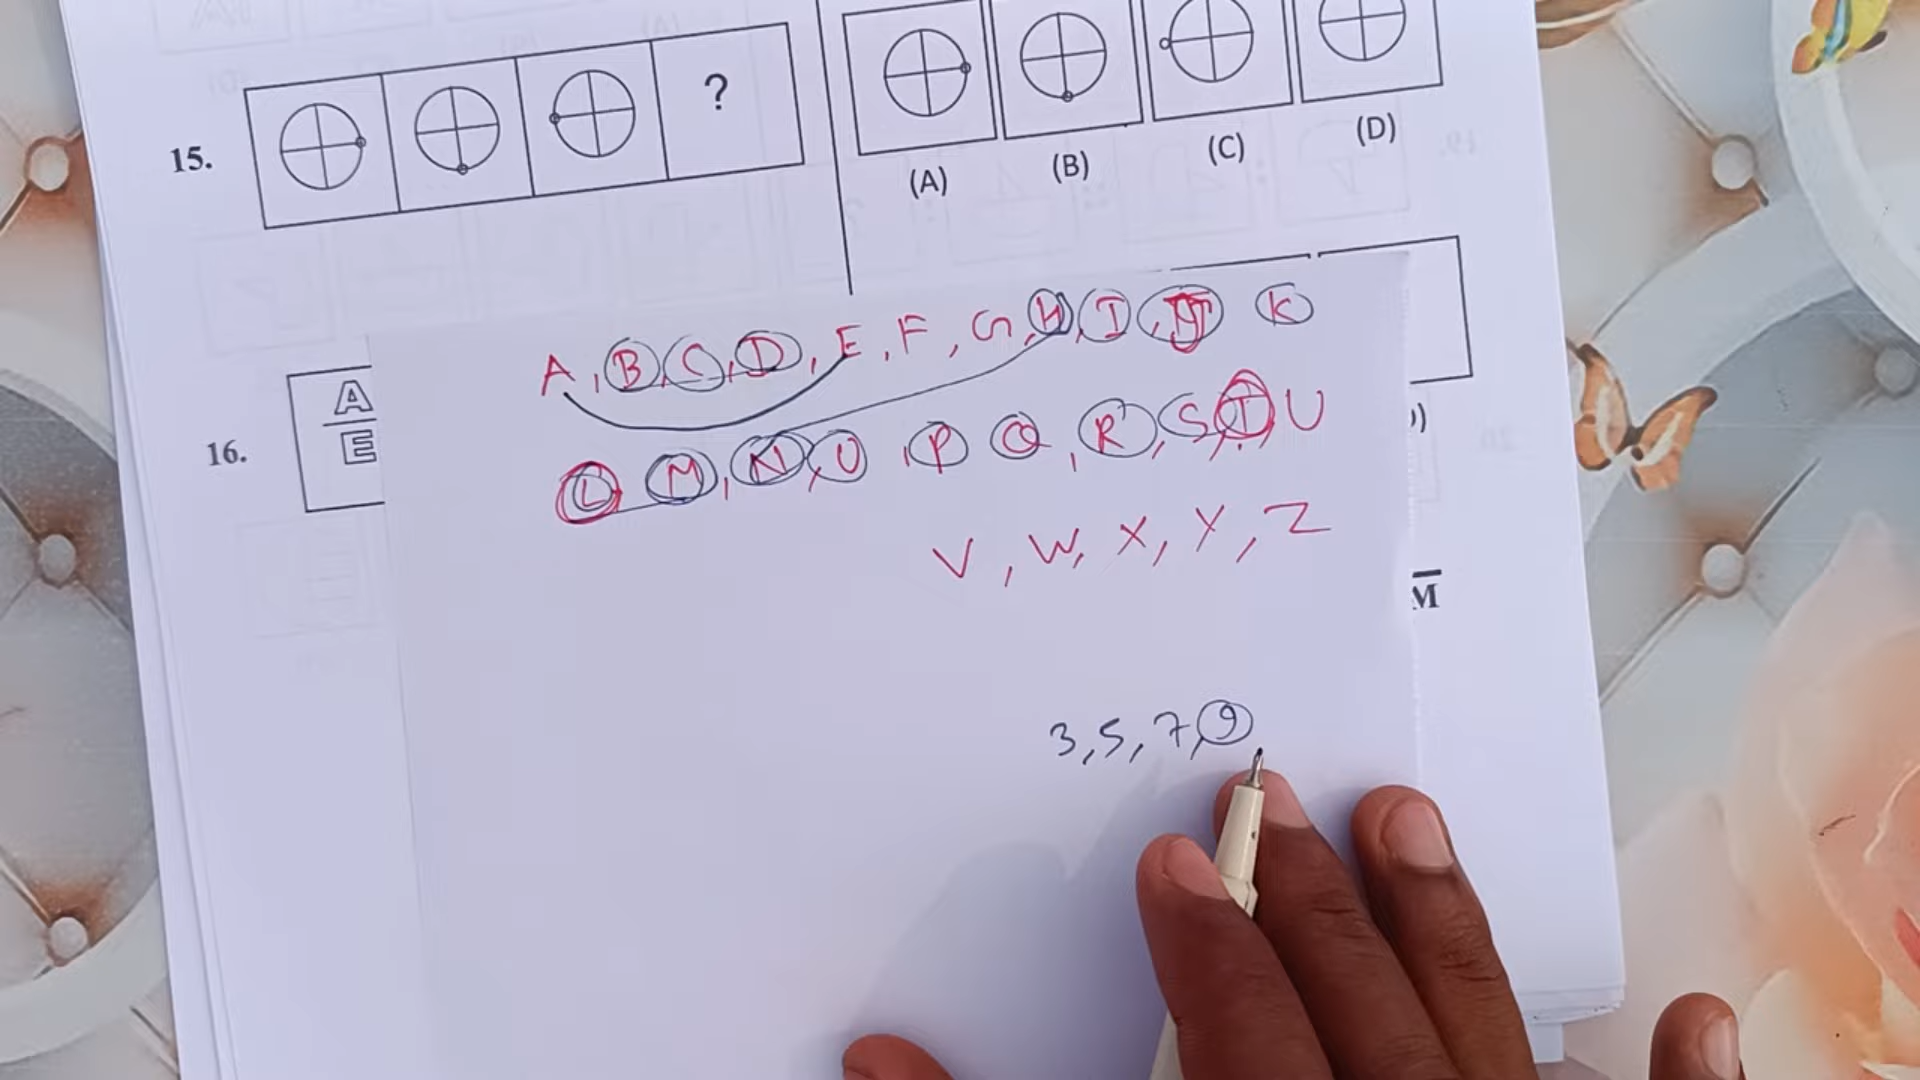 15.
?
(A) (B) (C) (D)
A, B, C, D, E, F, G, H, I, J K
16.
A
E
L M, N, O, P Q, R, S, T, U
)
V, W, X, Y, Z
M
3, 5, 7, 9